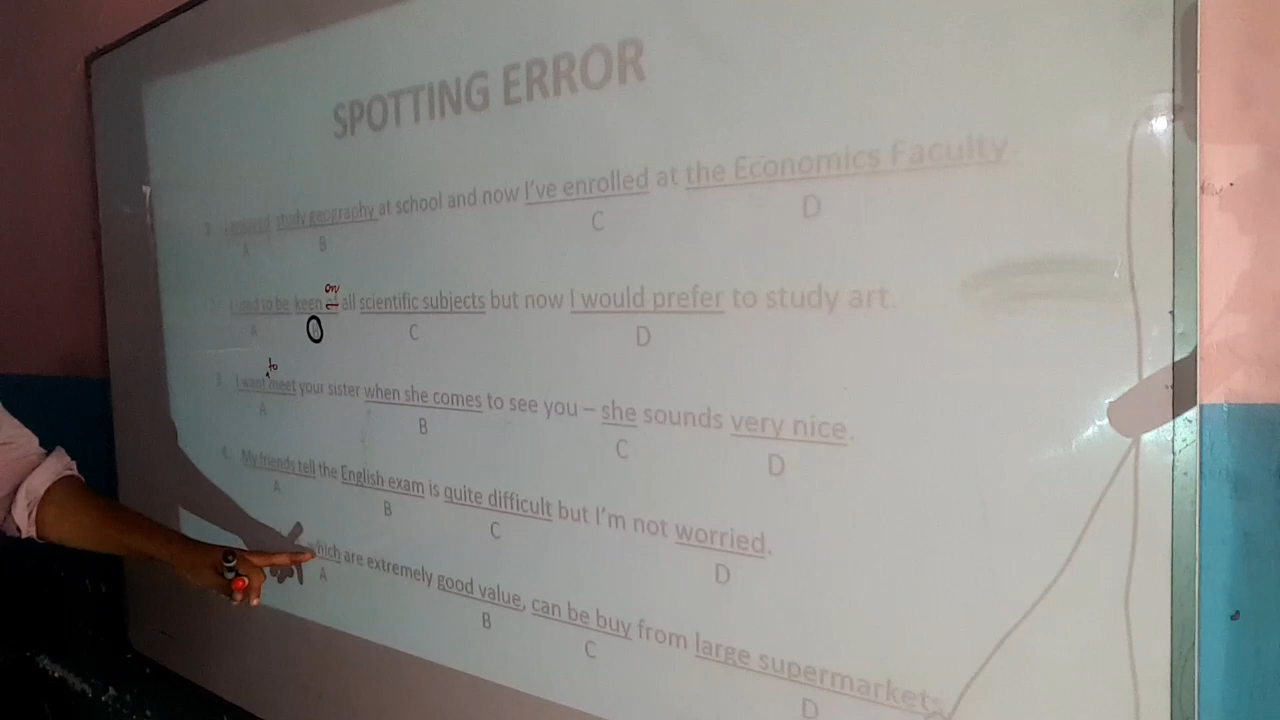 SPOTTING ERROR
study geography at school and now I've enrolled at the Economics Faculty.
A B C D
on
I used to be keen of all scientific subjects but now I would prefer to study art.
A B C D
to
I want meet your sister when she comes to see you – she sounds very nice.
A B C D
My friends tell the English exam is quite difficult but I'm not worried.
A B C D
which are extremely good value, can be buy from large supermarkets
A B C D